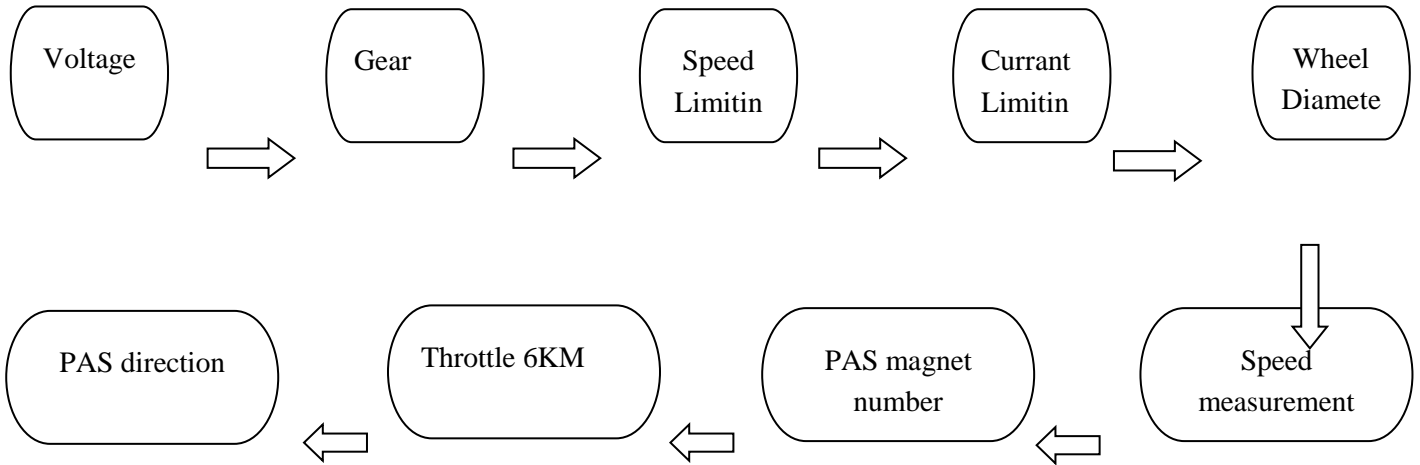 Voltage
Gear
Speed
Limitin
Currant
Limitin
Wheel
Diamete
Speed
measurement
PAS magnet
number
Throttle 6KM
PAS direction